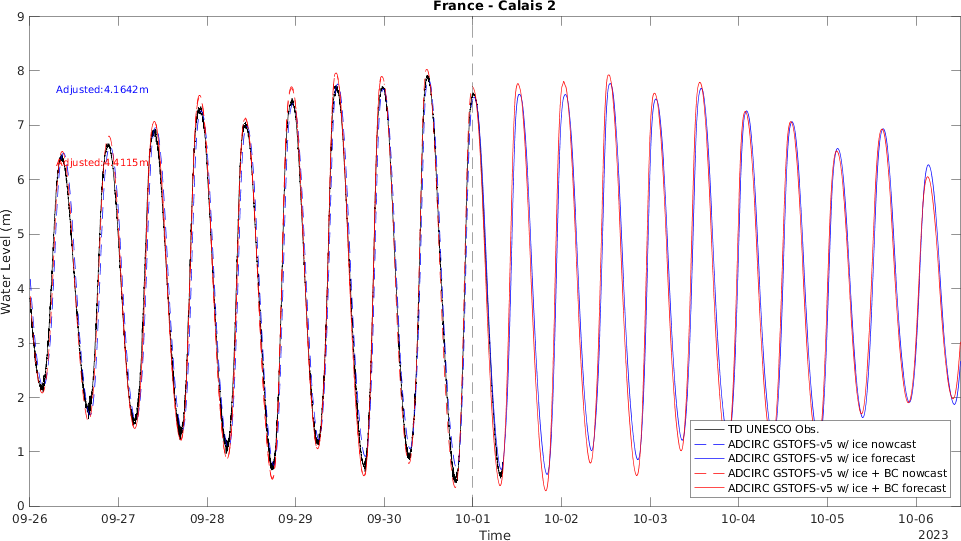 France - Calais 2
9
8
7
6
5
4
3
2
1
0
Water Level (m)
Adjusted:4.1642m
Adjusted:4.4115m
TD UNESCO Obs.
ADCIRC GSTOFS-v5 w/ ice nowcast
ADCIRC GSTOFS-v5 w/ ice forecast
ADCIRC GSTOFS-v5 w/ ice + BC nowcast
ADCIRC GSTOFS-v5 w/ ice + BC forecast
09-26 09-27 09-28 09-29 09-30 10-01 10-02 10-03 10-04 10-05 10-06
Time
2023